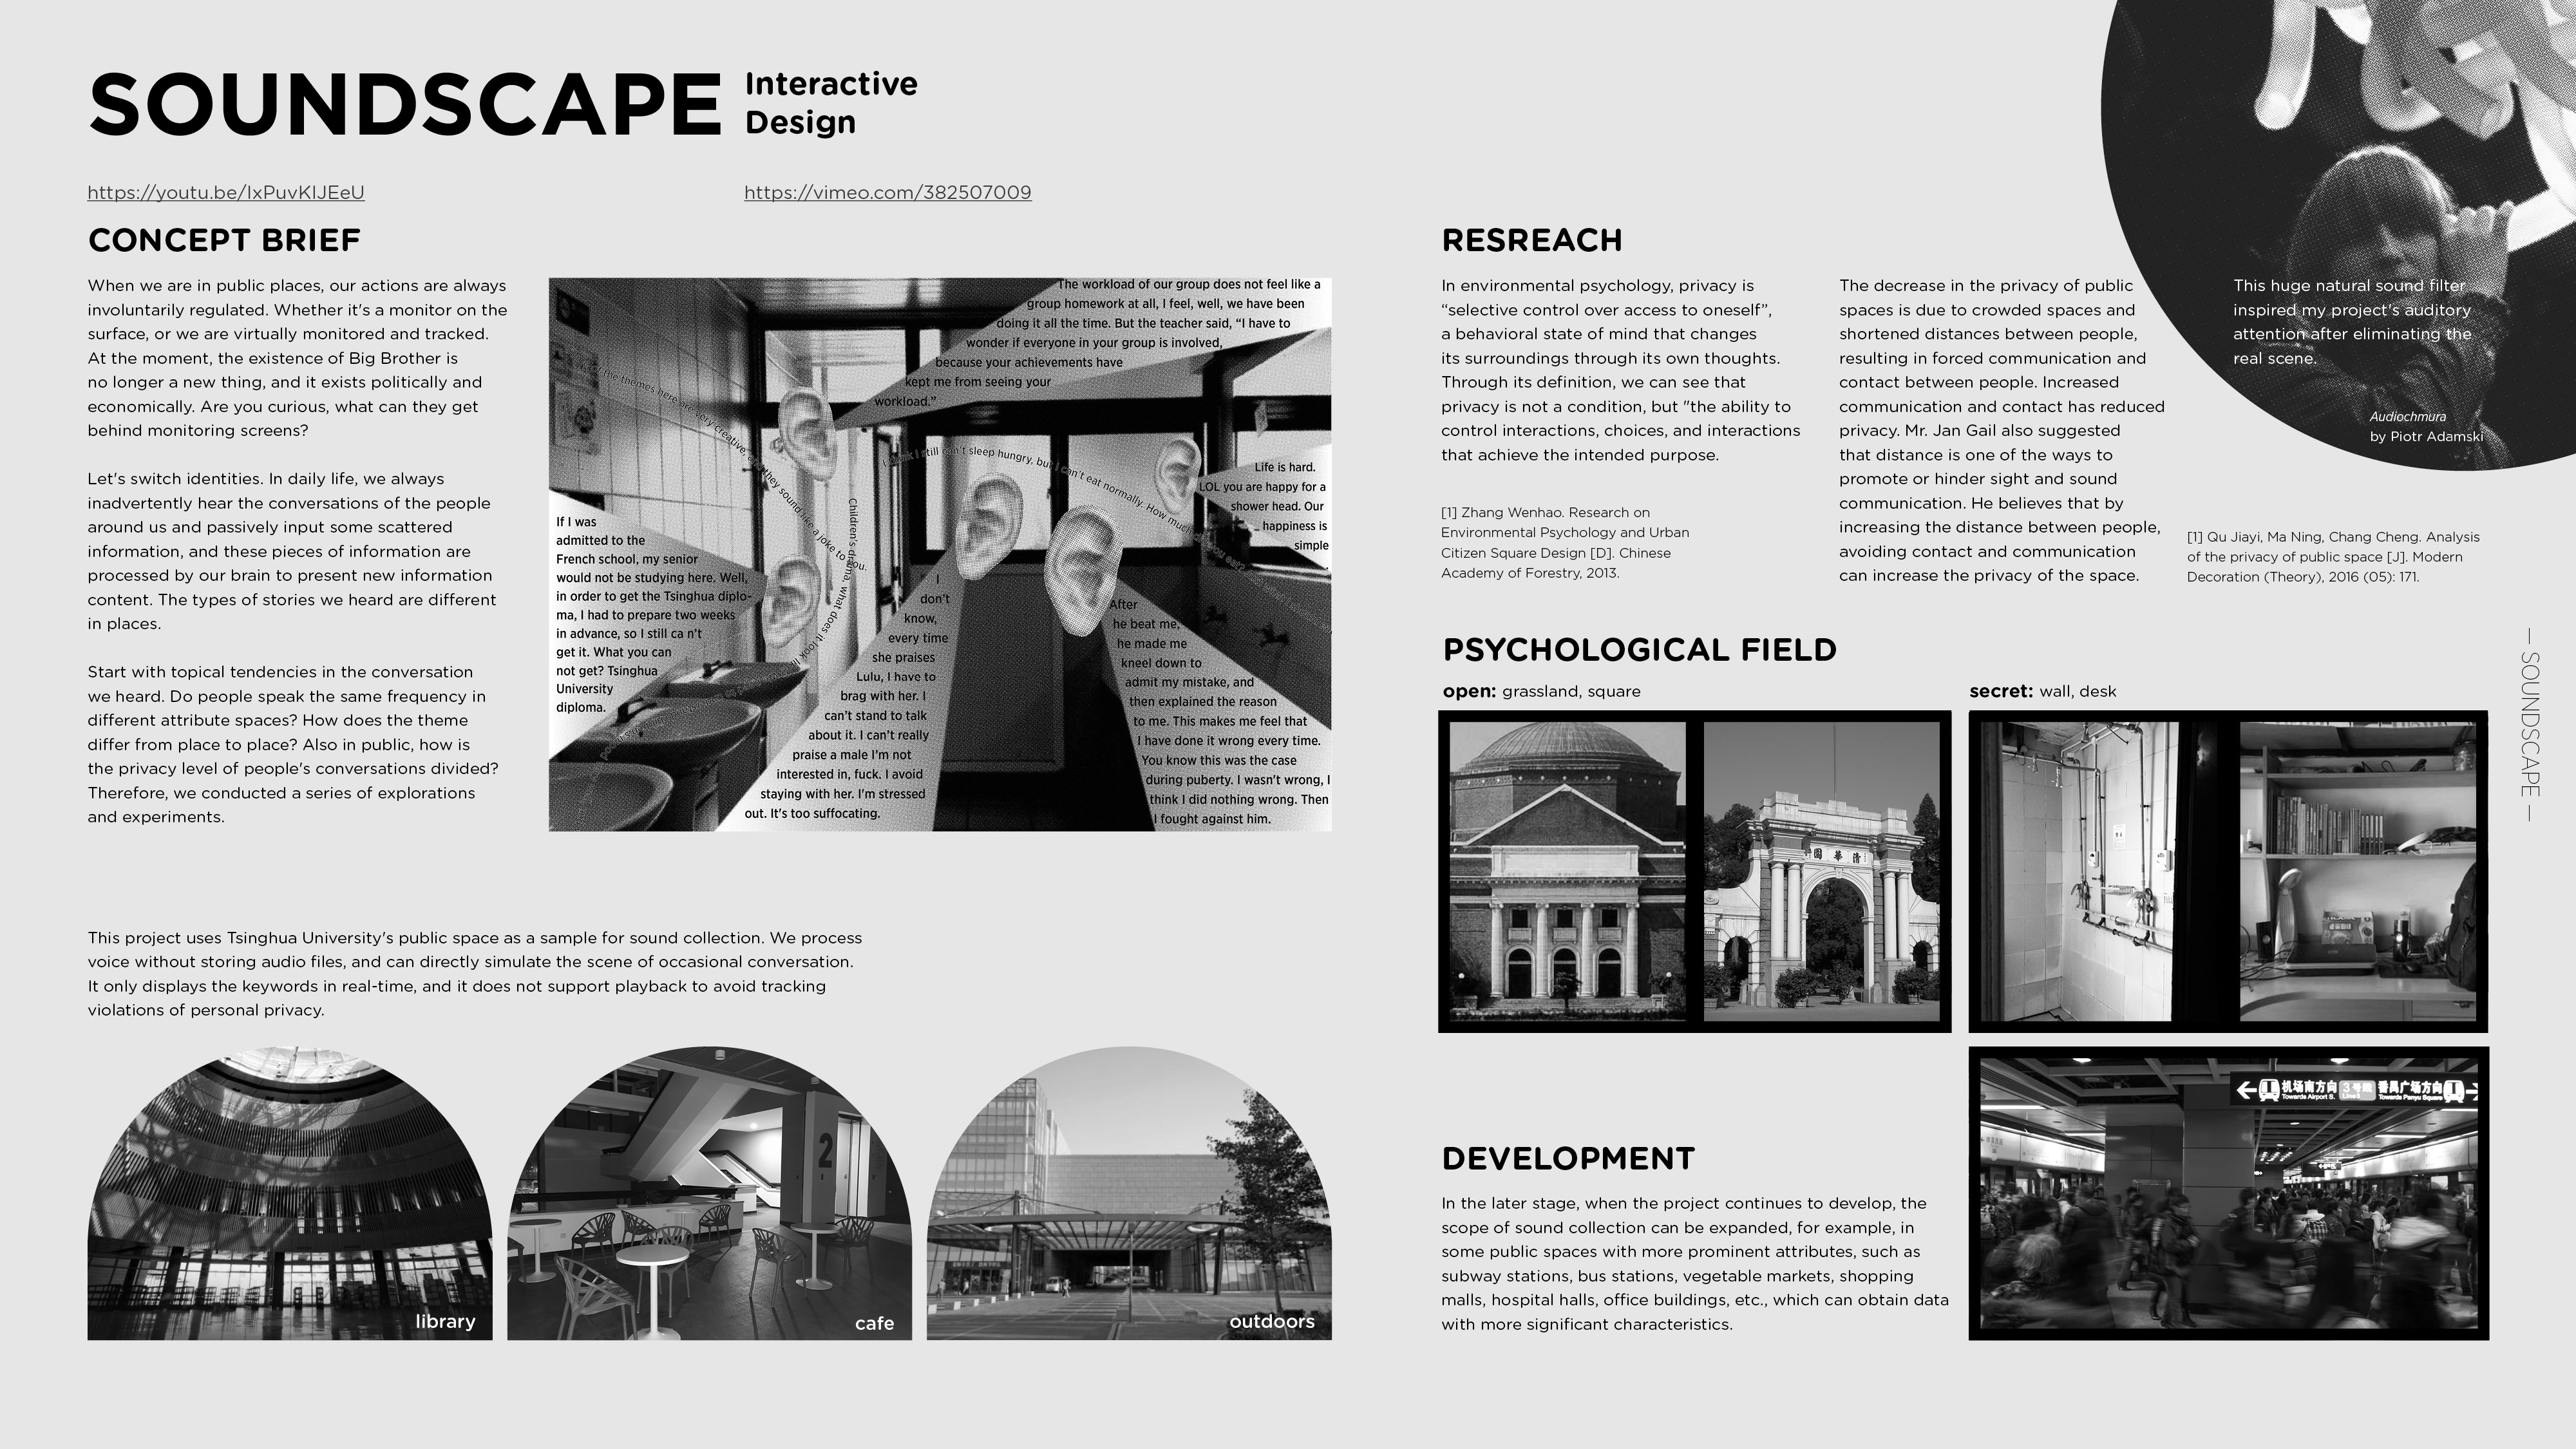 SOUNDSCAPE
Interactive
Design
https://youtu.be/IxPuvKIJEeU
https://vimeo.com/382507009
CONCEPT BRIEF
When we are in public places, our actions are always
involuntarily regulated. Whether it's a monitor on the
surface, or we are virtually monitored and tracked.
At the moment, the existence of Big Brother is
no longer a new thing, and it exists politically and
economically. Are you curious, what can they get
behind monitoring screens?
Let's switch identities. In daily life, we always
inadvertently hear the conversations of the people
around us and passively input some scattered
information, and these pieces of information are
processed by our brain to present new information
content. The types of stories we heard are different
in places.
Start with topical tendencies in the conversation
we heard. Do people speak the same frequency in
different attribute spaces? How does the theme
differ from place to place? Also in public, how is
the privacy level of people's conversations divided?
Therefore, we conducted a series of explorations
and experiments.
The workload of our group does not feel like a
group homework at all, I feel, well, we have been
doing it all the time. But the teacher said, “I have to
wonder if everyone in your group is involved,
because your achievements have
kept me from seeing your
workload.”
the themes here are very creative, and they sound like a joke to you.
I think I still can't sleep hungry, but I can't eat normally. How much do you eat?
Children's drama, what does it look li
Life is hard.
LOL you are happy for a
shower head. Our
happiness is
simple
If I was
admitted to the
French school, my senior
would not be studying here. Well,
in order to get the Tsinghua diplo-
ma, I had to prepare two weeks
in advance, so I still ca n't
get it. What you can
not get? Tsinghua
University
diploma.
I
don't
know,
every time
she praises
Lulu, I have to
brag with her. I
can't stand to talk
about it. I can't really
praise a male I'm not
interested in, fuck. I avoid
staying with her. I'm stressed
out. It's too suffocating.
After
he beat me,
he made me
kneel down to
admit my mistake, and
then explained the reason
to me. This makes me feel that
I have done it wrong every time.
You know this was the case
during puberty. I wasn't wrong, I
think I did nothing wrong. Then
I fought against him.
This project uses Tsinghua University's public space as a sample for sound collection. We process
voice without storing audio files, and can directly simulate the scene of occasional conversation.
It only displays the keywords in real-time, and it does not support playback to avoid tracking
violations of personal privacy.
library
2
cafe
outdoors
RESREACH
In environmental psychology, privacy is
“selective control over access to oneself”,
a behavioral state of mind that changes
its surroundings through its own thoughts.
Through its definition, we can see that
privacy is not a condition, but "the ability to
control interactions, choices, and interactions
that achieve the intended purpose.
[1] Zhang Wenhao. Research on
Environmental Psychology and Urban
Citizen Square Design [D]. Chinese
Academy of Forestry, 2013.
The decrease in the privacy of public
spaces is due to crowded spaces and
shortened distances between people,
resulting in forced communication and
contact between people. Increased
communication and contact has reduced
privacy. Mr. Jan Gail also suggested
that distance is one of the ways to
promote or hinder sight and sound
communication. He believes that by
increasing the distance between people,
avoiding contact and communication
can increase the privacy of the space.
This huge natural sound filter
inspired my project's auditory
attention after eliminating the
real scene.
Audiochmura
by Piotr Adamski
[1] Qu Jiayi, Ma Ning, Chang Cheng. Analysis
of the privacy of public space [J]. Modern
Decoration (Theory), 2016 (05): 171.
— SOUNDSCAPE —
PSYCHOLOGICAL FIELD
open: grassland, square
secret: wall, desk
園華清
DEVELOPMENT
In the later stage, when the project continues to develop, the
scope of sound collection can be expanded, for example, in
some public spaces with more prominent attributes, such as
subway stations, bus stations, vegetable markets, shopping
malls, hospital halls, office buildings, etc., which can obtain data
with more significant characteristics.
机场南方向 3号线 番禺广场方向
Towards Airport S. Line3 Towards Panyu Square